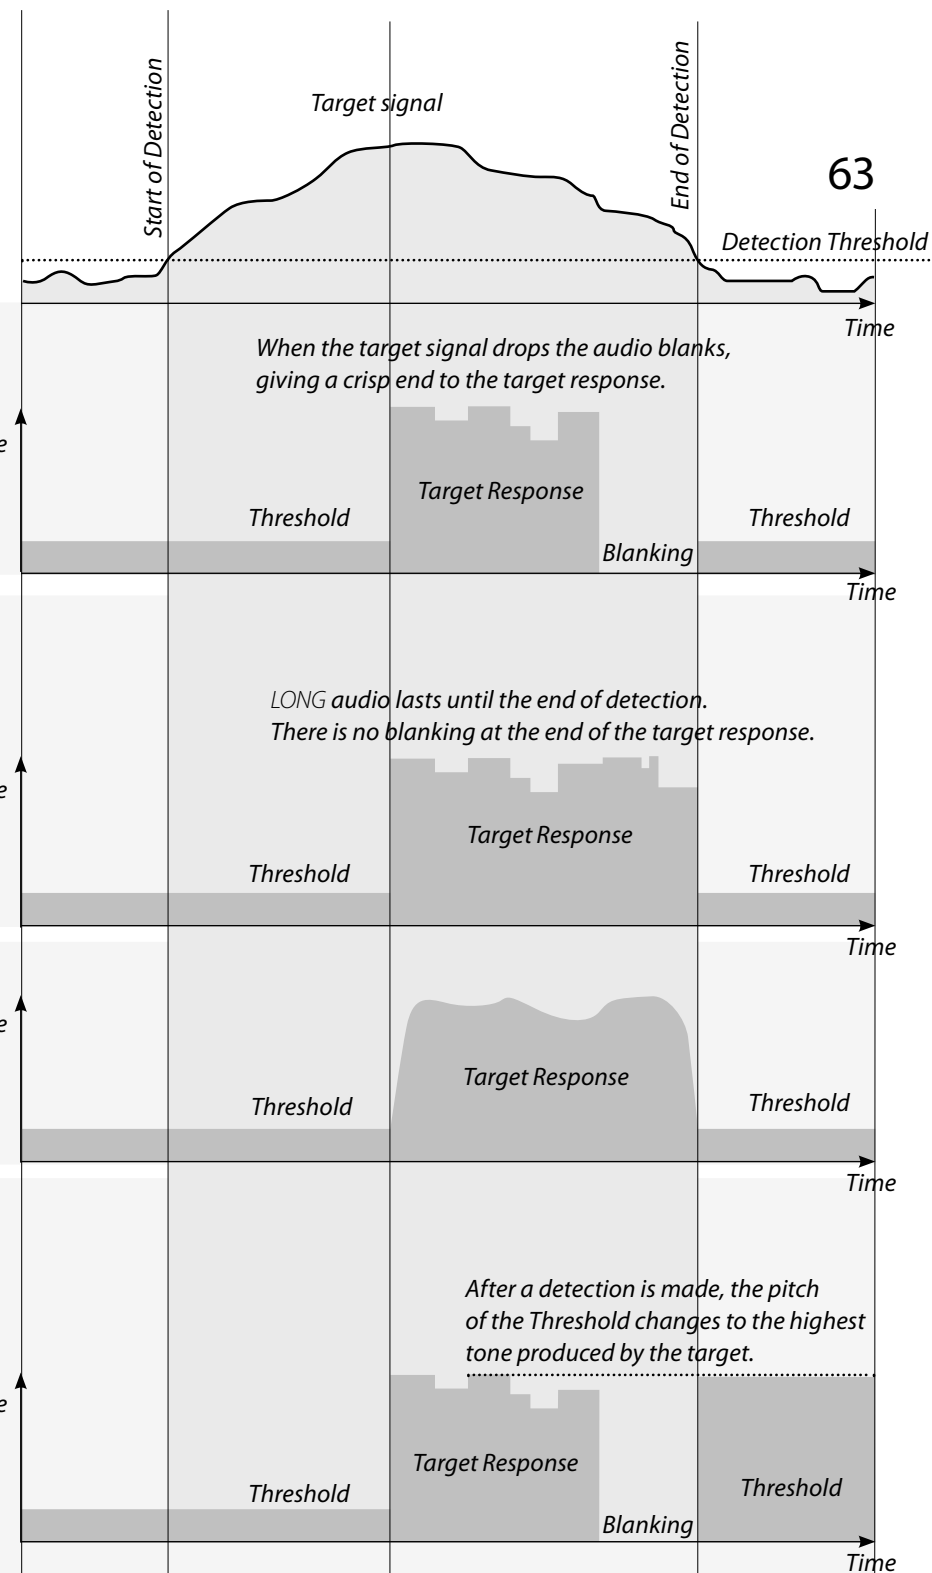 Start of Detection
Target signal
End of Detection
63
Detection Threshold
Time
When the target signal drops the audio blanks,
giving a crisp end to the target response.
e
Target Response
Threshold
Threshold
Blanking
Time
LONG audio lasts until the end of detection.
There is no blanking at the end of the target response.
e
Target Response
Threshold
Threshold
Time
e
Target Response
Threshold
Threshold
Time
After a detection is made, the pitch
of the Threshold changes to the highest
tone produced by the target.
e
Target Response
Threshold
Threshold
Blanking
Time